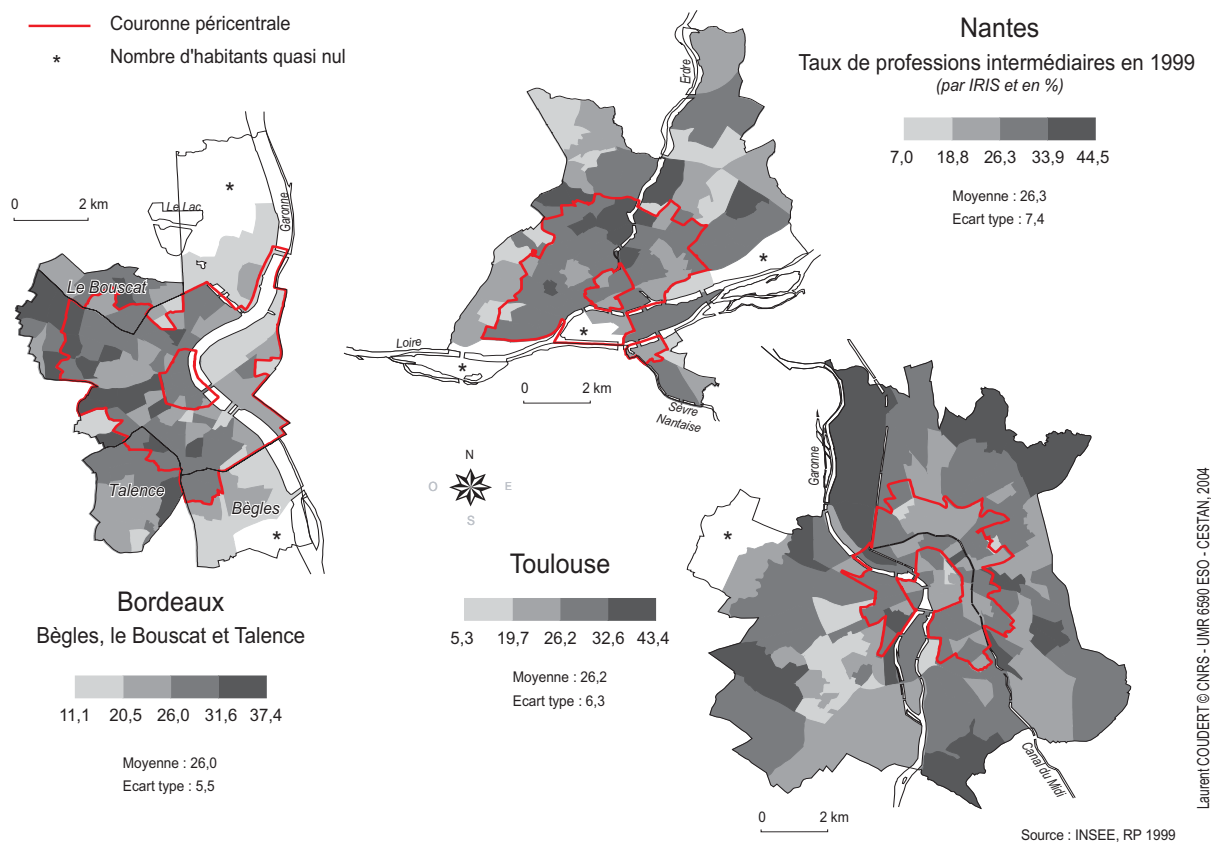 Couronne péricentrale
* Nombre d'habitants quasi nul
Nantes
Taux de professions intermédiaires en 1999
(par IRIS et en %)
7,0 18,8 26,3 33,9 44,5
Moyenne : 26,3
Ecart type : 7,4
Erdre
*
*
*
Loire
Sèvre
Nantaise
0 2 km
0 2 km
*
Le Lac
Garonne
Le Bouscat
Talence
Bègles
*
N
O E
S
Bordeaux
Bègles, le Bouscat et Talence
11,1 20,5 26,0 31,6 37,4
Moyenne : 26,0
Ecart type : 5,5
Toulouse
5,3 19,7 26,2 32,6 43,4
Moyenne : 26,2
Ecart type : 6,3
Garonne
*
Canal du Midi
0 2 km
Source : INSEE, RP 1999
Laurent COUDERT © CNRS - UMR 6590 ESO - CESTAN, 2004